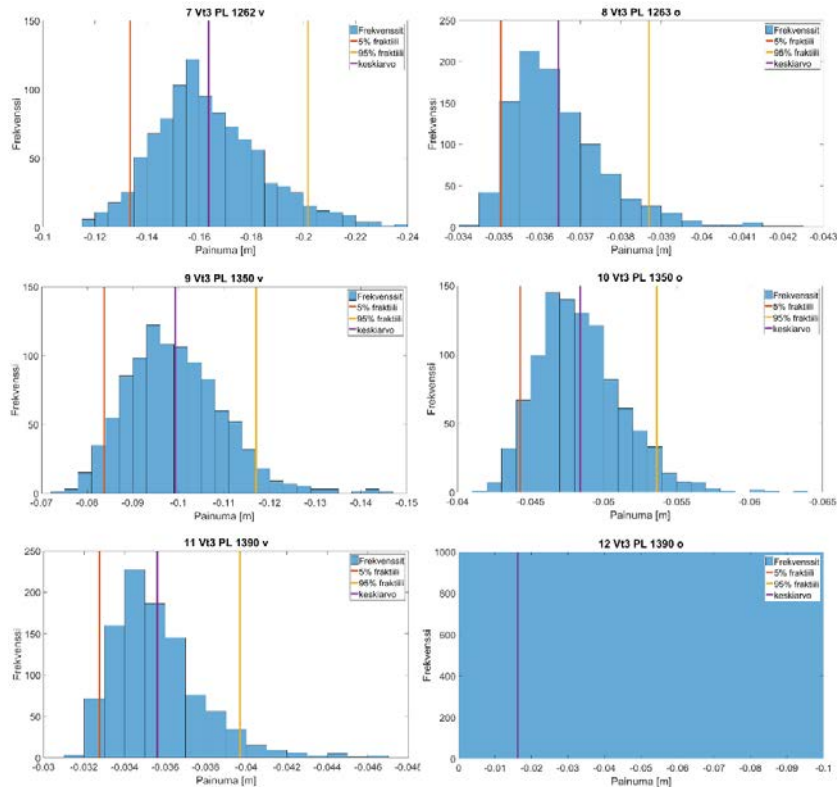 7 Vt3 PL 1262 v
150
100
50
0
Frekvenssi
Frekvenssit
5% fraktiili
95% fraktiili
keskiarvo
-0.1 -0.12 -0.14 -0.16 -0.18 -0.2 -0.22 -0.24
Painuma [m]
8 Vt3 PL 1263 o
250
200
150
100
50
0
Frekvenssi
Frekvenssit
5% fraktiili
95% fraktiili
keskiarvo
-0.034 -0.035 -0.036 -0.037 -0.038 -0.039 -0.04 -0.041 -0.042 -0.043
Painuma [m]
9 Vt3 PL 1350 v
150
100
50
0
Frekvenssi
Frekvenssit
5% fraktiili
95% fraktiili
keskiarvo
-0.07 -0.08 -0.09 -0.1 -0.11 -0.12 -0.13 -0.14 -0.15
Painuma [m]
10 Vt3 PL 1350 o
150
100
50
0
Frekvenssi
Frekvenssit
5% fraktiili
95% fraktiili
keskiarvo
-0.04 -0.045 -0.05 -0.055 -0.06 -0.065
Painuma [m]
11 Vt3 PL 1390 v
250
200
150
100
50
0
Frekvenssi
Frekvenssit
5% fraktiili
95% fraktiili
keskiarvo
-0.03 -0.032 -0.034 -0.036 -0.038 -0.04 -0.042 -0.044 -0.046 -0.048
Painuma [m]
12 Vt3 PL 1390 o
1000
800
600
400
200
0
Frekvenssi
Frekvenssit
5% fraktiili
95% fraktiili
keskiarvo
0 -0.01 -0.02 -0.03 -0.04 -0.05 -0.06 -0.07 -0.08 -0.09 -0.1
Painuma [m]